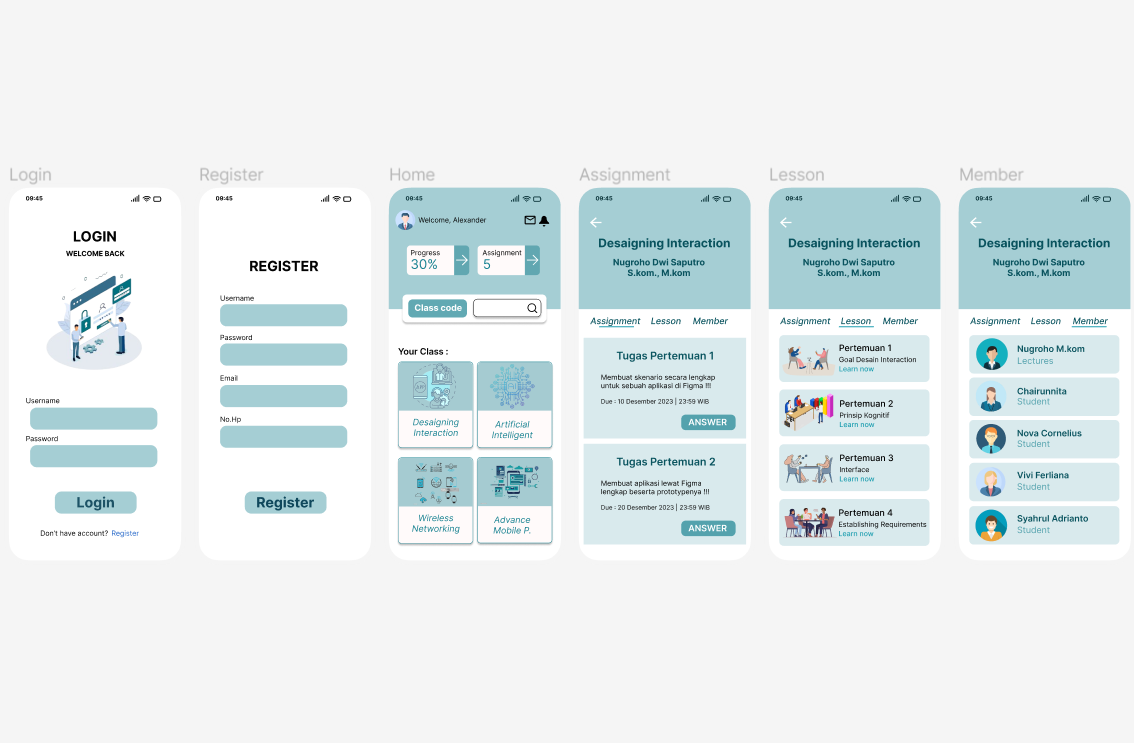 Login
09:45
LOGIN
WELCOME BACK
Username
Password
Login
Don't have account? Register
Register
09:45
REGISTER
Username
Password
Email
No.Hp
Register
Home
09:45
Welcome, Alexander
Progress
30%
Assignment
5
Class code
Your Class :
Desaigning
Interaction
Artificial
Intelligent
Wireless
Networking
Advance
Mobile P.
Assignment
09:45
Desaigning Interaction
Nugroho Dwi Saputro
S.kom., M.kom
Assignment Lesson Member
Tugas Pertemuan 1
Membuat skenario secara lengkap
untuk sebuah aplikasi di Figma !!!
Due : 10 Desember 2023 | 23:59 WIB
ANSWER
Tugas Pertemuan 2
Membuat aplikasi lewat Figma
lengkap beserta prototypenya !!!
Due : 20 Desember 2023 | 23:59 WIB
ANSWER
Lesson
09:45
Desaigning Interaction
Nugroho Dwi Saputro
S.kom., M.kom
Assignment Lesson Member
Pertemuan 1
Goal Desain Interaction
Learn now
Pertemuan 2
Prinsip Kognitif
Learn now
Pertemuan 3
Interface
Learn now
Pertemuan 4
Establishing Requirements
Learn now
Member
09:45
Desaigning Interaction
Nugroho Dwi Saputro
S.kom., M.kom
Assignment Lesson Member
Nugroho M.kom
Lectures
Chairunnita
Student
Nova Cornelius
Student
Vivi Ferliana
Student
Syahrul Adrianto
Student